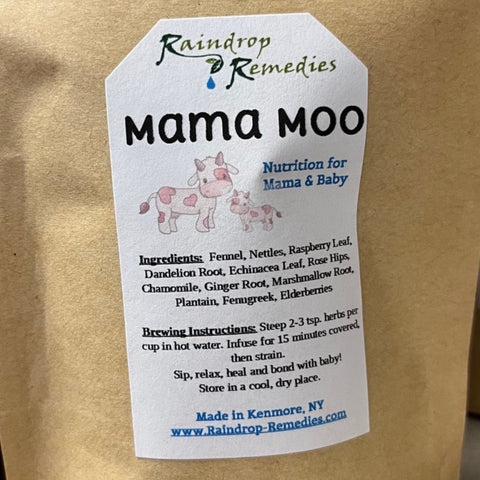 Raindrop
Remedies
Mama Moo
Nutrition for
Mama & Baby
Ingredients: Fennel, Nettles, Raspberry Leaf,
Dandelion Root, Echinacea Leaf, Rose Hips,
Chamomile, Ginger Root, Marshmallow Root,
Plantain, Fenugreek, Elderberries
Brewing Instructions: Steep 2-3 tsp. herbs per
cup in hot water. Infuse for 15 minutes covered,
then strain.
Sip, relax, heal and bond with baby!
Store in a cool, dry place.
Made in Kenmore, NY
www.Raindrop-Remedies.com